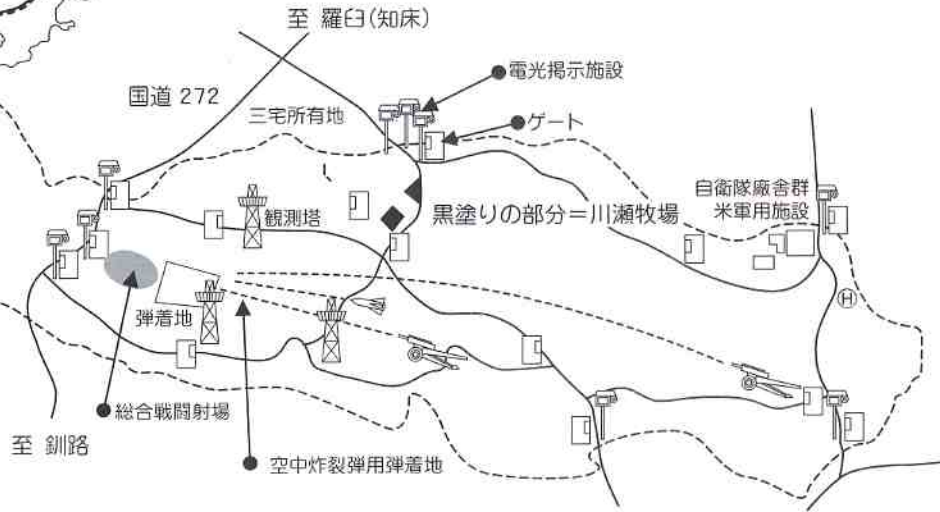 至 羅臼(知床)
●電光掲示施設
国道 272
三宅所有地
●ゲート
自衛隊廠舎群
米軍用施設
観測塔
黒塗りの部分=川瀬牧場
H
弾着地
●総合戦闘射場
至 釧路
● 空中炸裂弾用弾着地